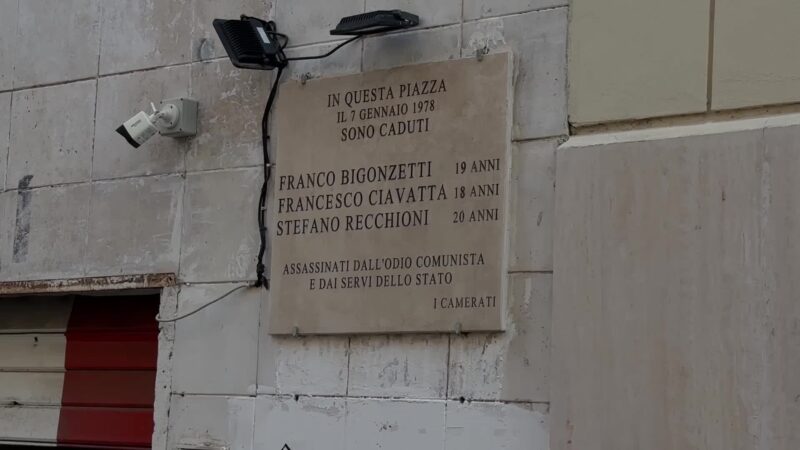 IN QUESTA PIAZZA
IL 7 GENNAIO 1978
SONO CADUTI
FRANCO BIGONZETTI 19 ANNI
FRANCESCO CIAVATTA 18 ANNI
STEFANO RECCHIONI 20 ANNI
ASSASSINATI DALL'ODIO COMUNISTA
E DAI SERVI DELLO STATO
I CAMERATI